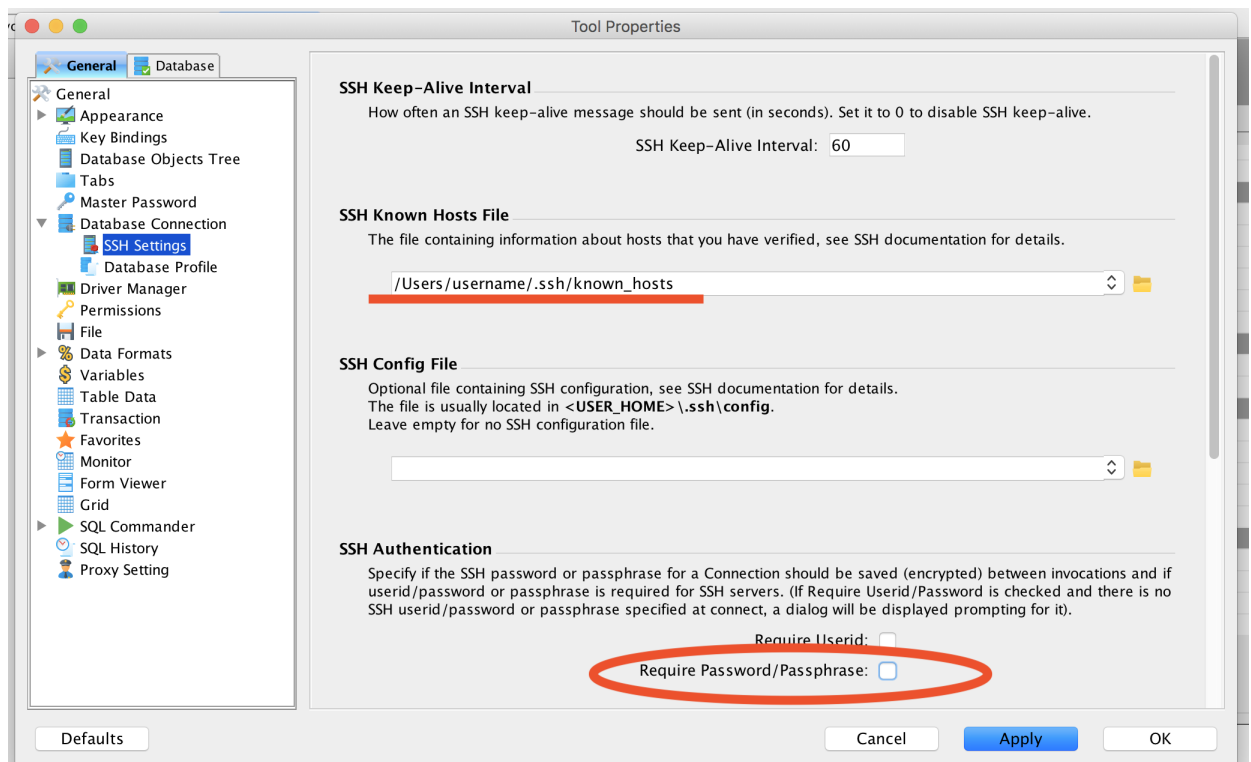 Tool Properties
General
Database
General
Appearance
Key Bindings
Database Objects Tree
Tabs
Master Password
Database Connection
SSH Settings
Database Profile
Driver Manager
Permissions
File
Data Formats
Variables
Table Data
Transaction
Favorites
Monitor
Form Viewer
Grid
SQL Commander
SQL History
Proxy Setting
SSH Keep-Alive Interval
How often an SSH keep-alive message should be sent (in seconds). Set it to 0 to disable SSH keep-alive.
SSH Keep-Alive Interval: 60
SSH Known Hosts File
The file containing information about hosts that you have verified, see SSH documentation for details.
/Users/username/.ssh/known_hosts
SSH Config File
Optional file containing SSH configuration, see SSH documentation for details.
The file is usually located in <USER_HOME>\.ssh\config.
Leave empty for no SSH configuration file.
SSH Authentication
Specify if the SSH password or passphrase for a Connection should be saved (encrypted) between invocations and if
userid/password or passphrase is required for SSH servers. (If Require Userid/Password is checked and there is no
SSH userid/password or passphrase specified at connect, a dialog will be displayed prompting for it).
Require Userid:
Require Password/Passphrase:
Defaults
Cancel
Apply
OK